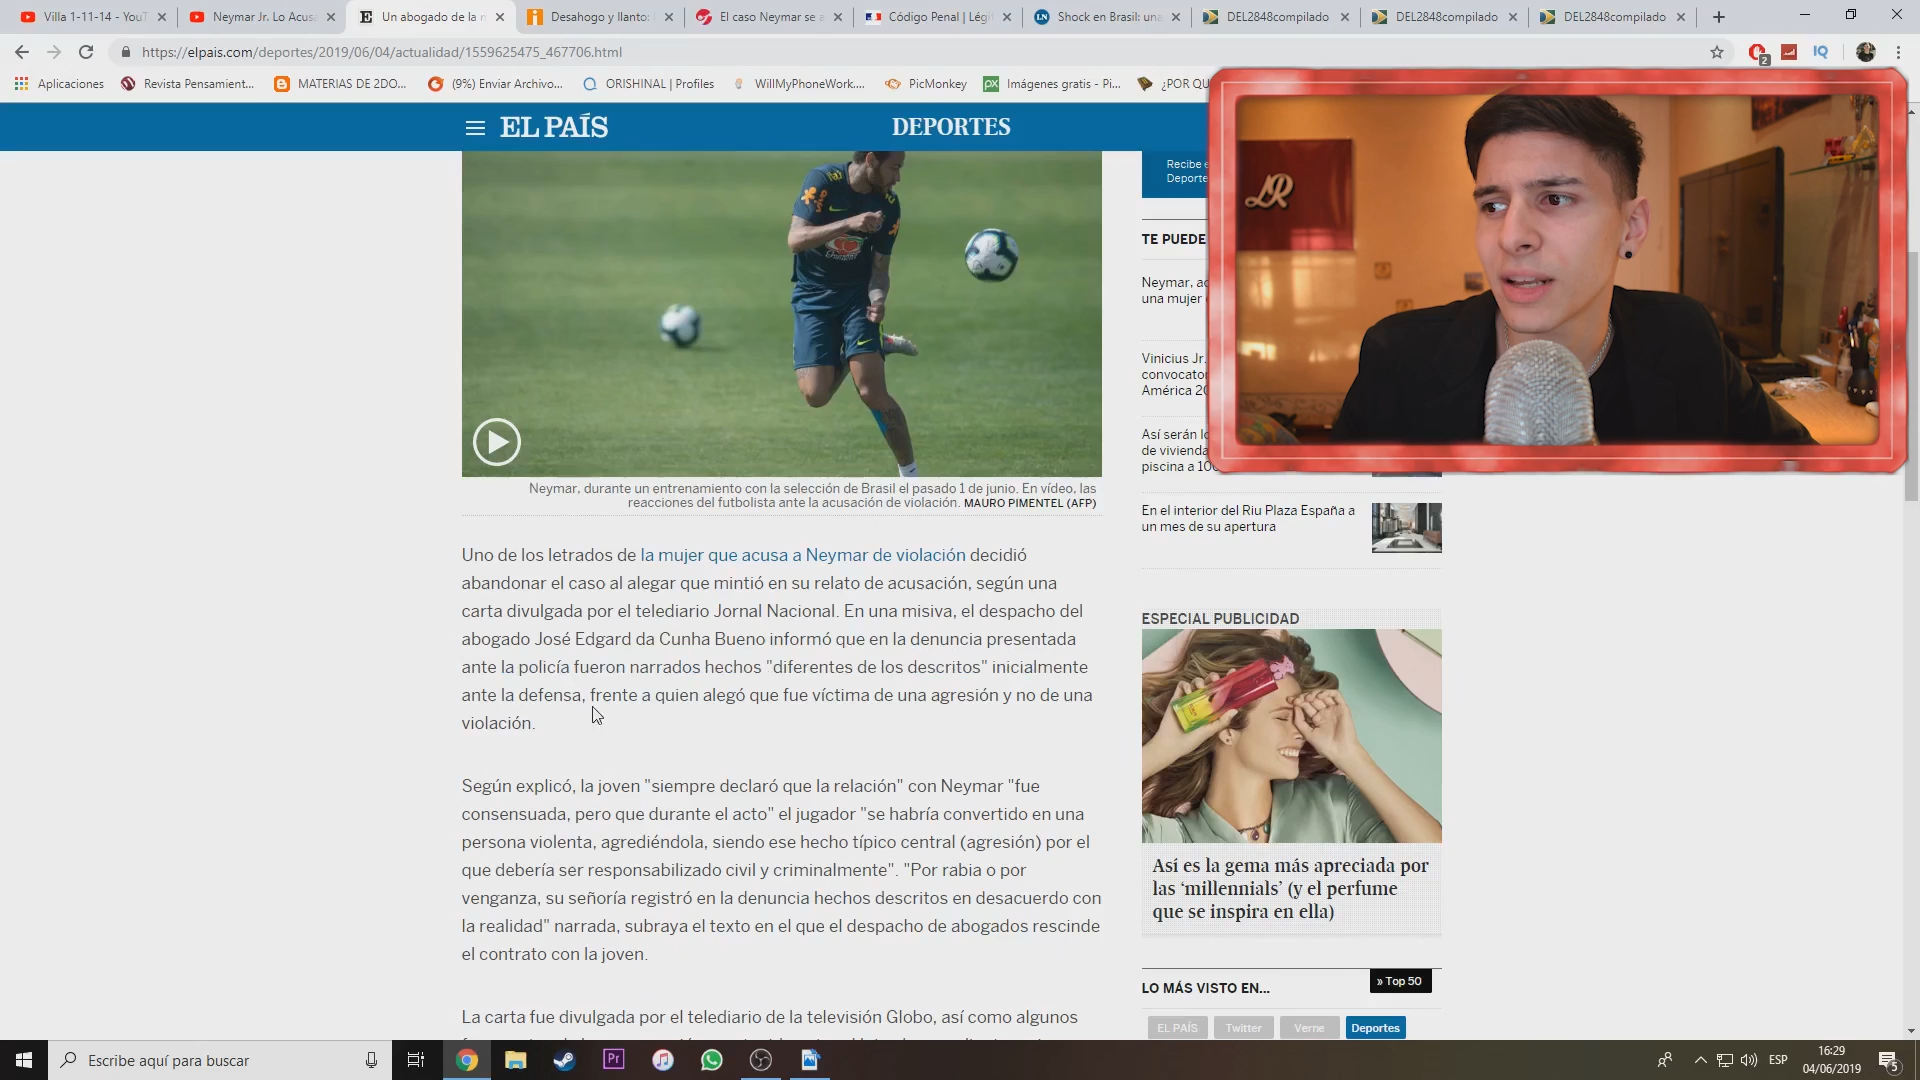 Villa 1-11-14 - YouT
Neymar Jr. Lo Acusa
Un abogado de la m
Desahogo y llanto:
El caso Neymar se a
Código Penal | Légi
Shock en Brasil: una
DEL2848compilado
DEL2848compilado
DEL2848compilado
https://elpais.com/deportes/2019/06/04/actualidad/1559625475_467706.html
2
IQ
Aplicaciones
Revista Pensamient...
MATERIAS DE 2DO...
(9%) Enviar Archivo...
ORISHINAL | Profiles
WillMyPhoneWork....
PicMonkey
px
Imágenes gratis - Pi...
¿POR QU
EL PAÍS
DEPORTES
Recibe
Deporte
LR
TE PUEDE
Neymar, ac
una mujer
Vinicius Jr.
convocator
América 20
Así serán lo
de vivienda
piscina a 100
Neymar, durante un entrenamiento con la selección de Brasil el pasado 1 de junio. En vídeo, las
reacciones del futbolista ante la acusación de violación. MAURO PIMENTEL (AFP)
En el interior del Riu Plaza España a
un mes de su apertura
Uno de los letrados de la mujer que acusa a Neymar de violación decidió
abandonar el caso al alegar que mintió en su relato de acusación, según una
carta divulgada por el telediario Jornal Nacional. En una misiva, el despacho del
abogado José Edgard da Cunha Bueno informó que en la denuncia presentada
ante la policía fueron narrados hechos "diferentes de los descritos" inicialmente
ante la defensa, frente a quien alegó que fue víctima de una agresión y no de una
violación.
Según explicó, la joven "siempre declaró que la relación" con Neymar "fue
consensuada, pero que durante el acto" el jugador "se habría convertido en una
persona violenta, agrediéndola, siendo ese hecho típico central (agresión) por el
que debería ser responsabilizado civil y criminalmente". "Por rabia o por
venganza, su señoría registró en la denuncia hechos descritos en desacuerdo con
la realidad" narrada, subraya el texto en el que el despacho de abogados rescinde
el contrato con la joven.
La carta fue divulgada por el telediario de la televisión Globo, así como algunos
ESPECIAL PUBLICIDAD
Así es la gema más apreciada por
las ‘millennials’ (y el perfume
que se inspira en ella)
LO MÁS VISTO EN...
» Top 50
EL PAÍS
Twitter
Verne
Deportes
Escribe aquí para buscar
Pr
ESP
16:29
04/06/2019
5